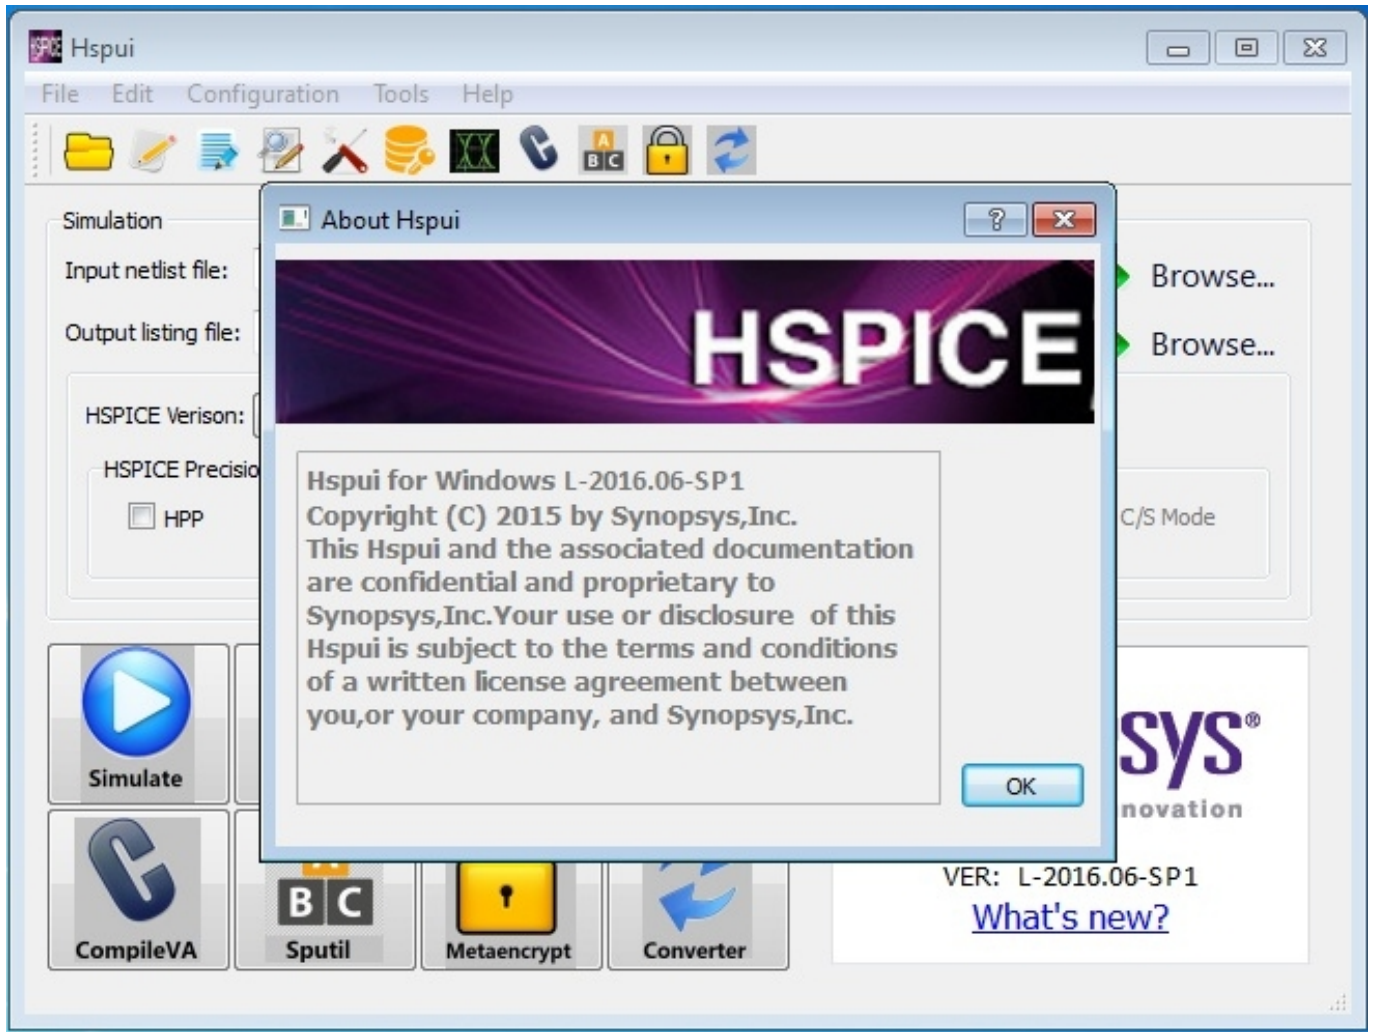 Hspui
File Edit Configuration Tools Help
A
B C
Simulation
About Hspui
Input netlist file:
Browse...
HSPICE
Output listing file:
Browse...
HSPICE Verison:
HSPICE Precisio
HPP
C/S Mode
Hspui for Windows L-2016.06-SP1
Copyright (C) 2015 by Synopsys,Inc.
This Hspui and the associated documentation
are confidential and proprietary to
Synopsys,Inc.Your use or disclosure of this
Hspui is subject to the terms and conditions
of a written license agreement between
you,or your company, and Synopsys,Inc.
OK
Simulate
sys®
novation
VER: L-2016.06-SP1
What's new?
B C
CompileVA
Sputil
Metaencrypt
Converter